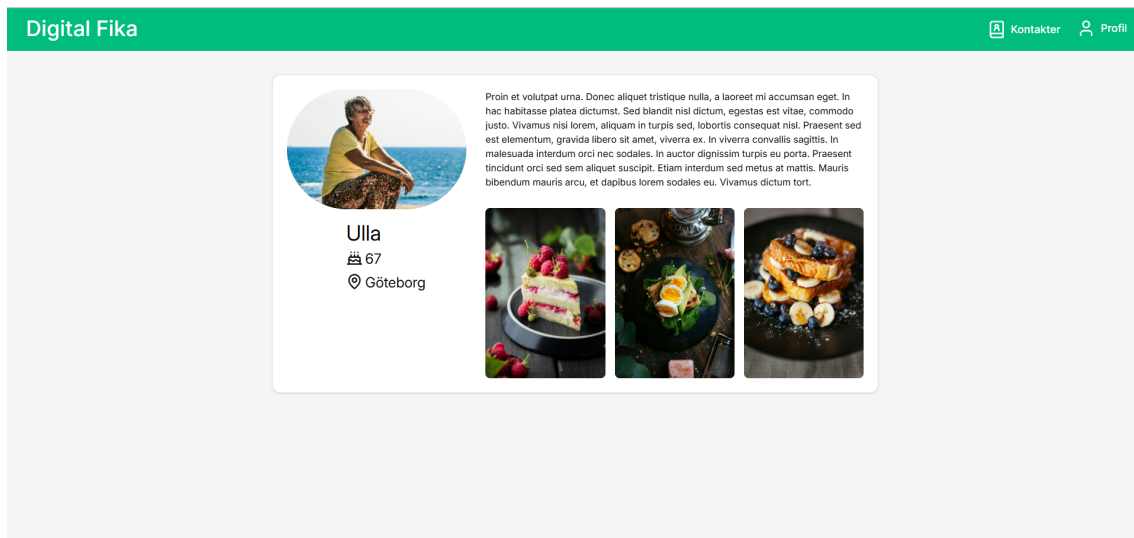 Digital Fika
Kontakter
Profil
Proin et volutpat urna. Donec aliquet tristique nulla, a laoreet mi accumsan eget. In
hac habitasse platea dictumst. Sed blandit nisl dictum, egestas est vitae, commodo
justo. Vivamus nisi lorem, aliquam in turpis sed, lobortis consequat nisl. Praesent sed
est elementum, gravida libero sit amet, viverra ex. In viverra convallis sagittis. In
malesuada interdum orci nec sodales. In auctor dignissim turpis eu porta. Praesent
tincidunt orci sed sem aliquet suscipit. Etiam interdum sed metus at mattis. Mauris
bibendum mauris arcu, et dapibus lorem sodales eu. Vivamus dictum tort.
Ulla
67
Göteborg